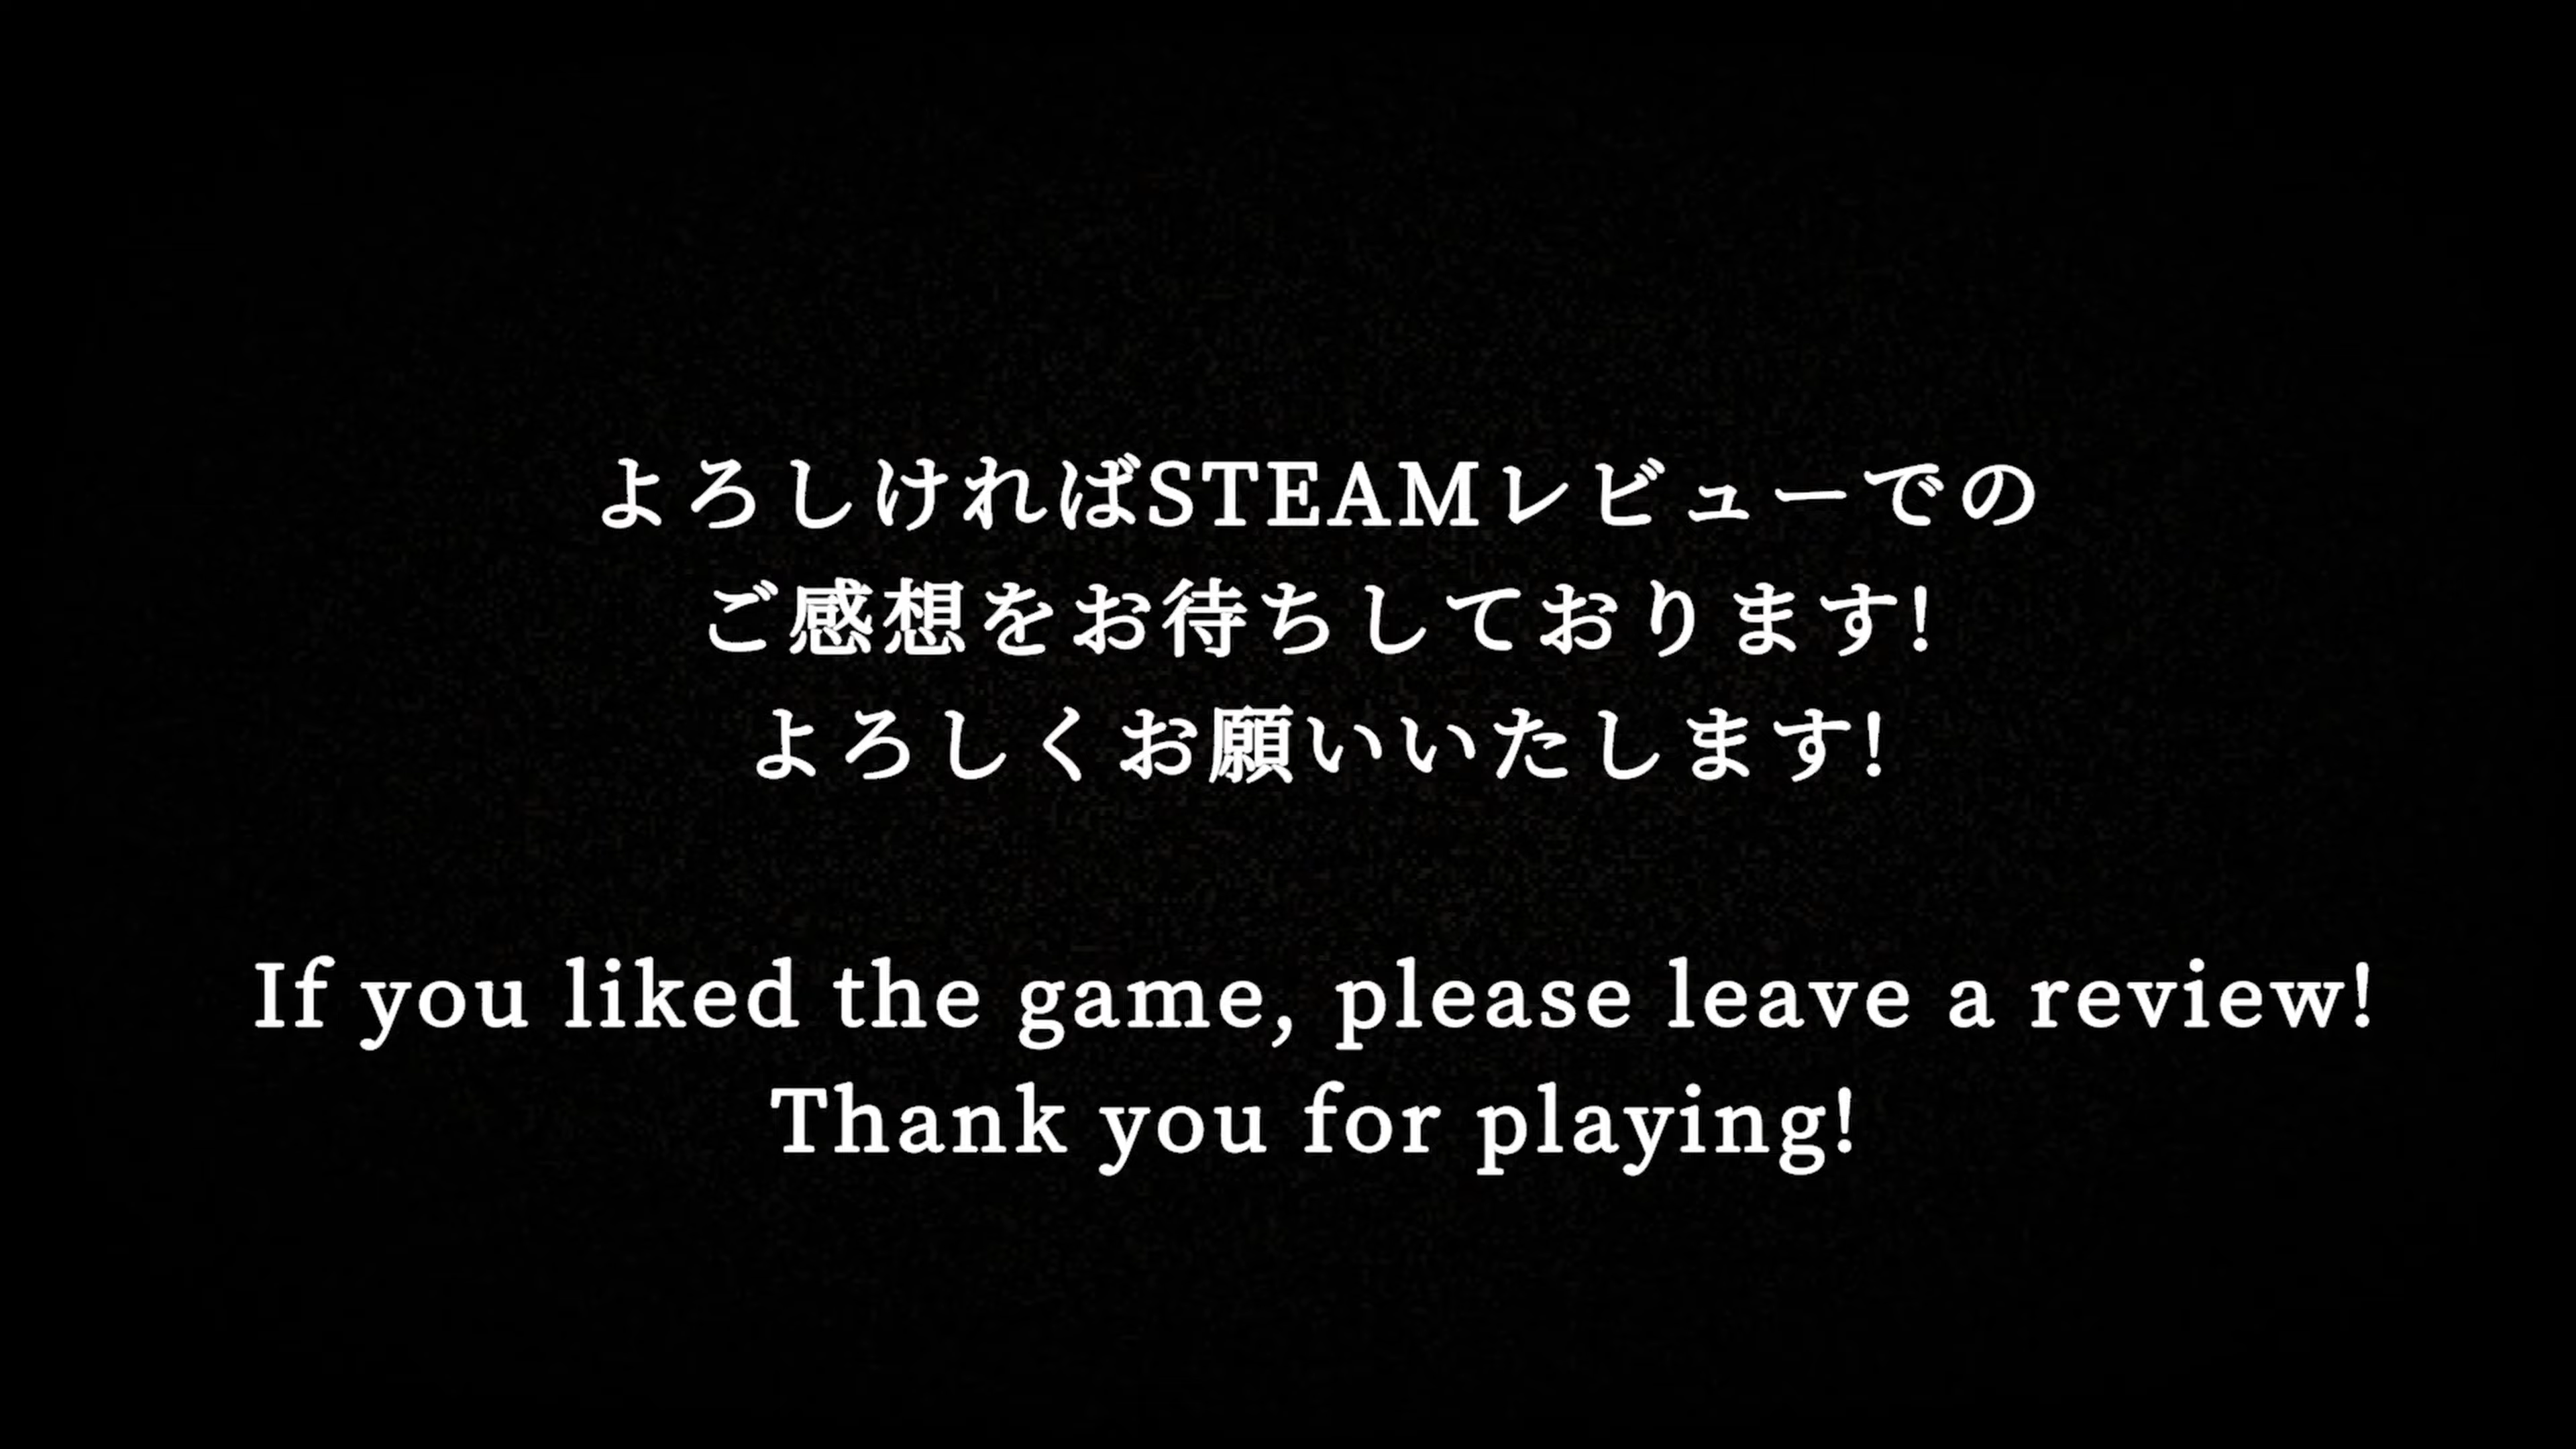 よろしければSTEAMレビューでの
ご感想をお待ちしております!
よろしくお願いいたします!
If you liked the game, please leave a review!
Thank you for playing!